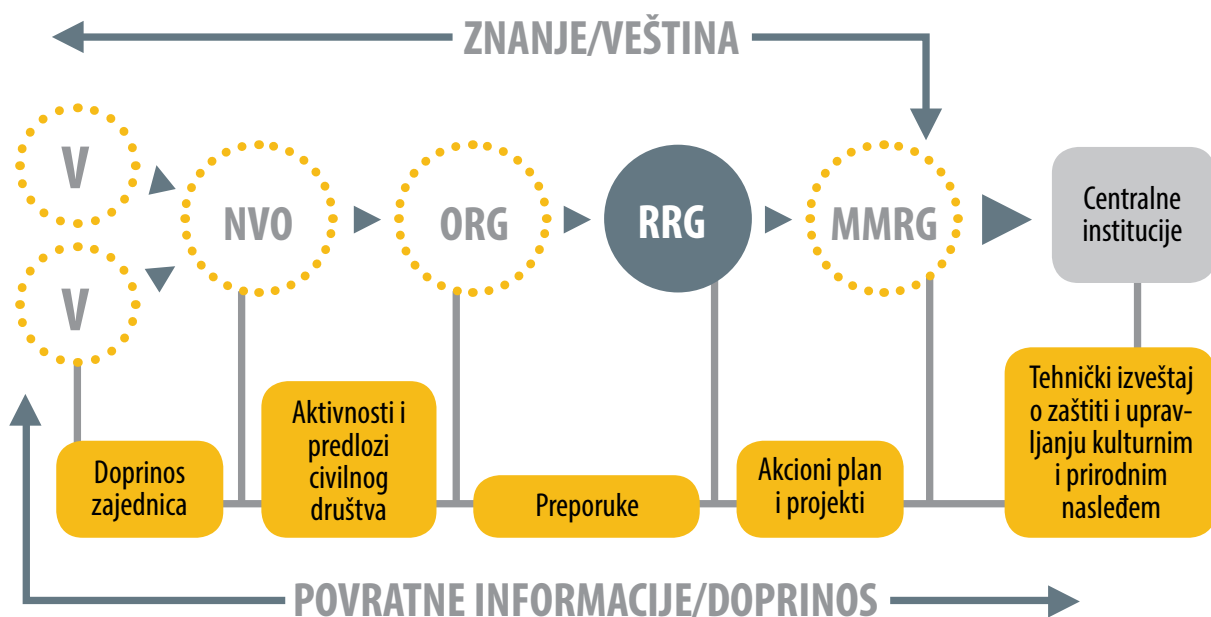 ZNANJE/VEŠTINA
V
V
NVO
ORG
RRG
MMRG
Centralne
institucije
Doprinos
zajednica
Aktivnosti i
predlozi
civilnog
društva
Preporuke
Akcioni plan
i projekti
Tehnički izveštaj
o zaštiti i uprav-
ljanju kulturnim
i prirodnim
nasleđem
POVRATNE INFORMACIJE/DOPRINOS